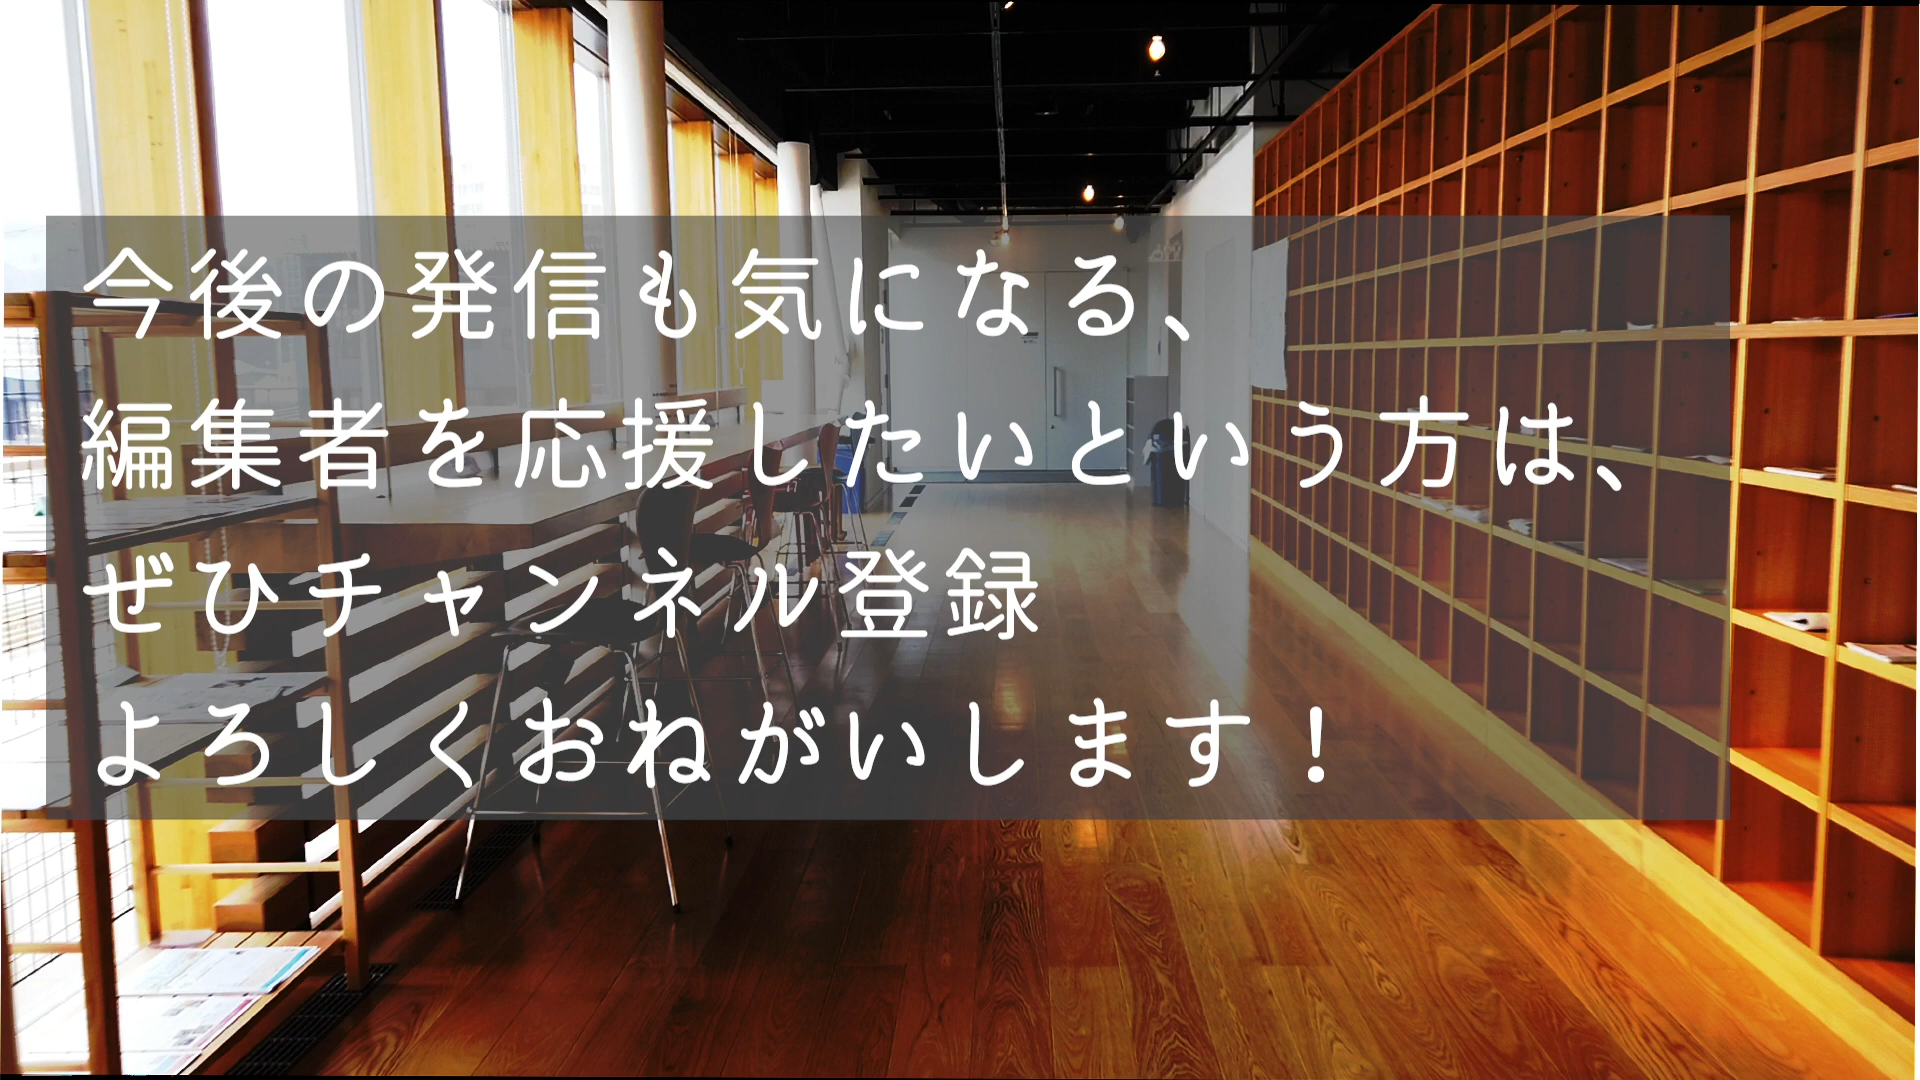 今後の発信も気になる、
編集者を応援したいという方は、
ぜひチャンネル登録
よろしくおねがいします！